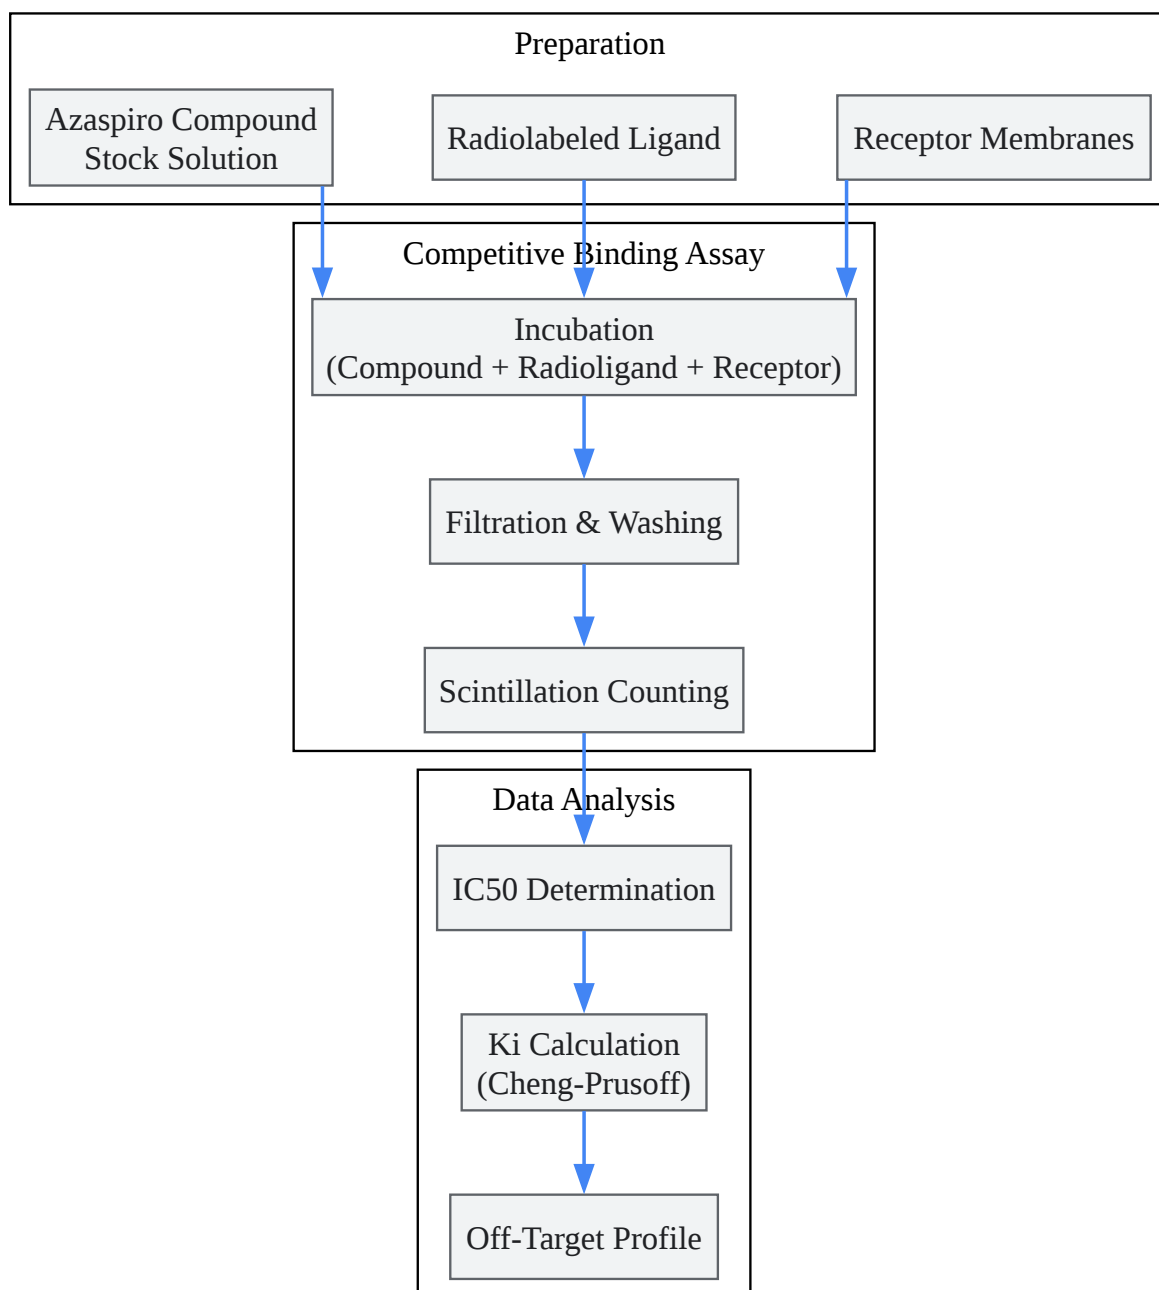 Preparation
Azaspiro Compound
Stock Solution
Radiolabeled Ligand
Receptor Membranes
Competitive Binding Assay
Incubation
(Compound + Radioligand + Receptor)
Filtration & Washing
Scintillation Counting
Data Analysis
IC50 Determination
Ki Calculation
(Cheng-Prusoff)
Off-Target Profile